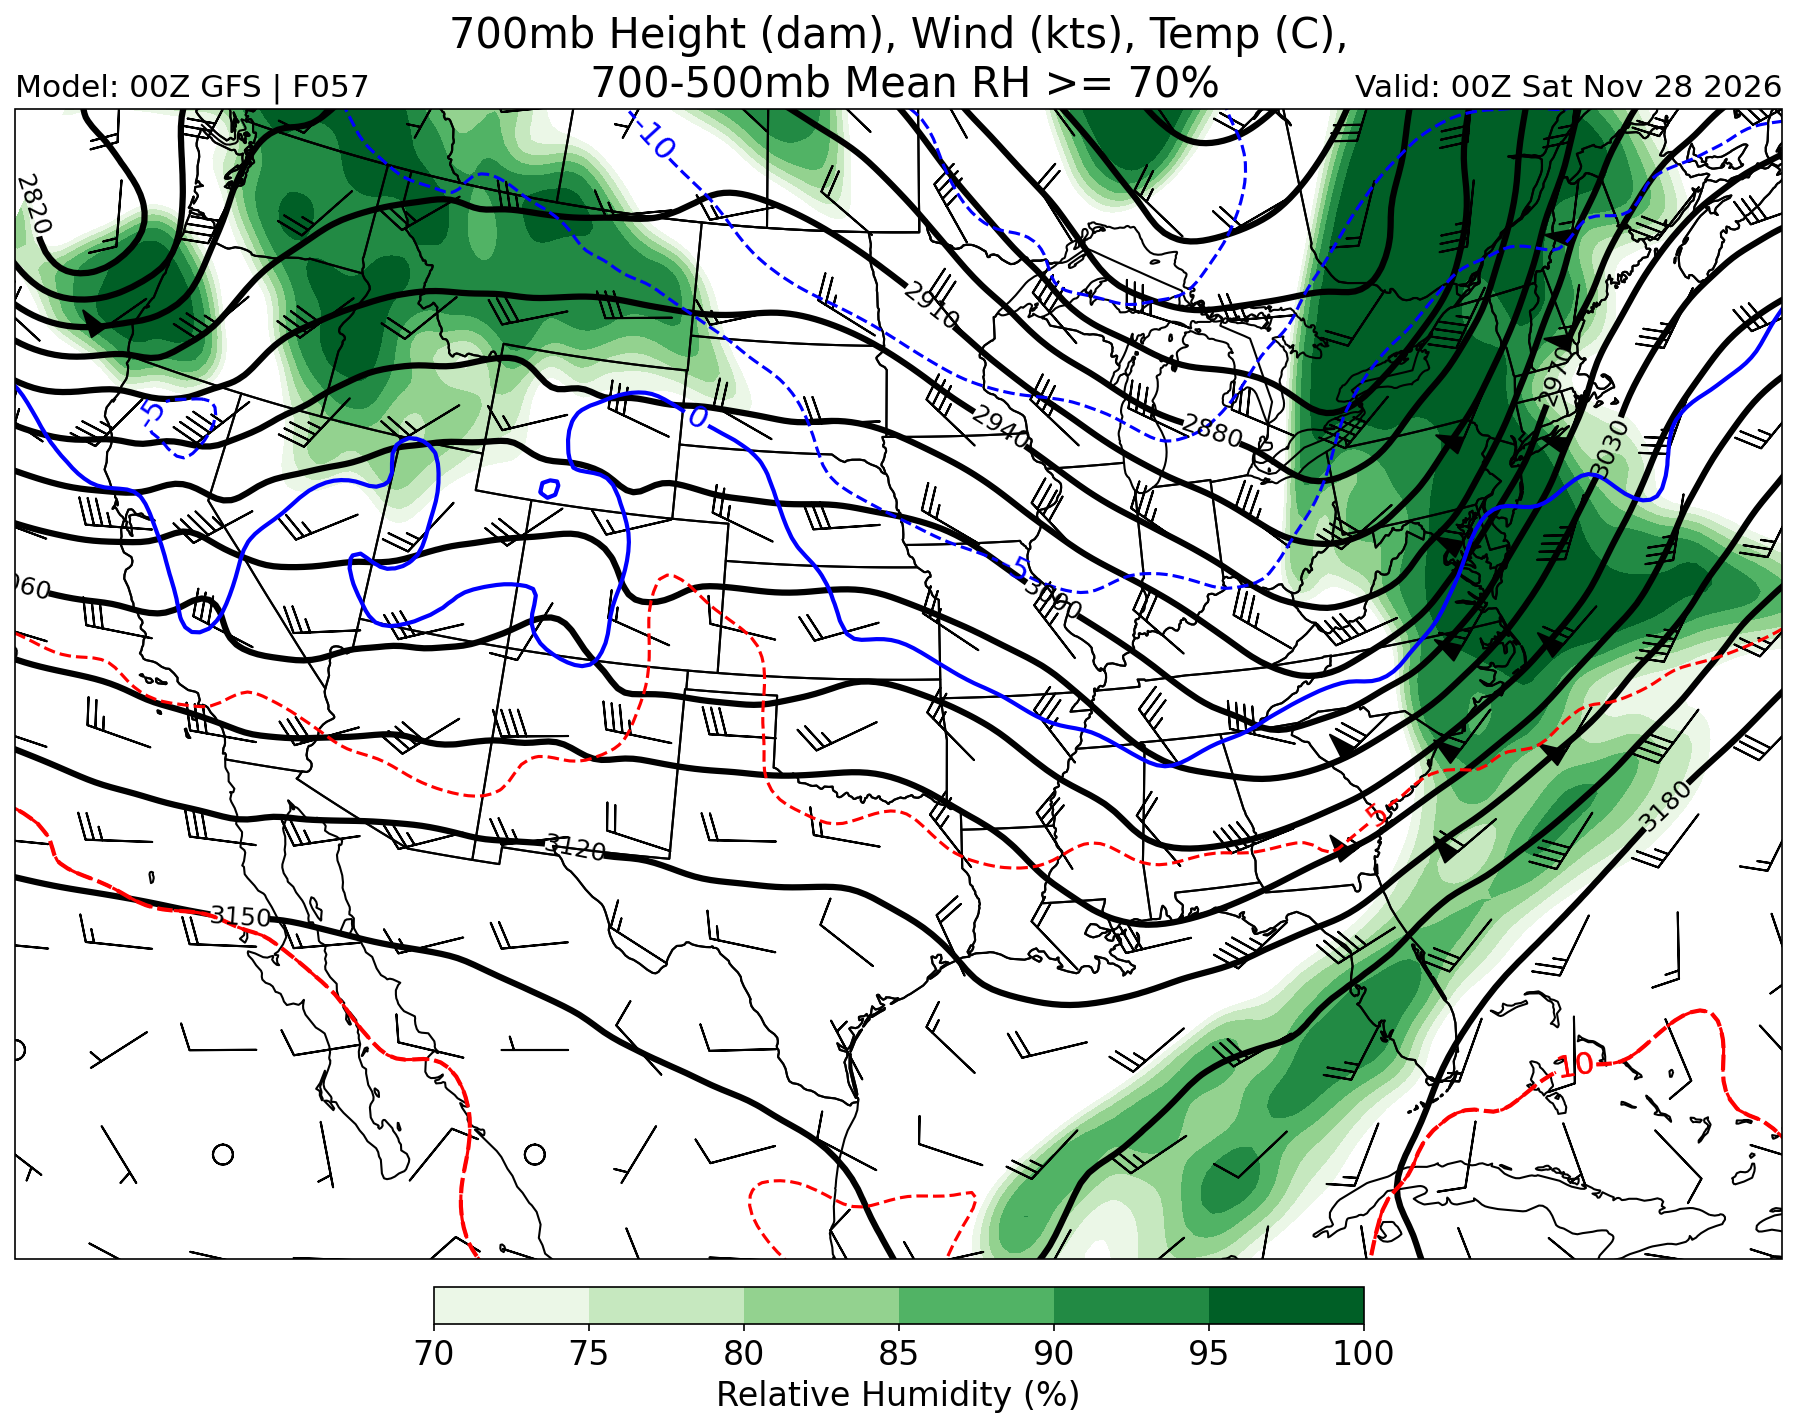 700mb Height (dam), Wind (kts), Temp (C),
700-500mb Mean RH >= 70%
Model: 00Z GFS | F057
Valid: 00Z Sat Nov 28 2026
-10
2820
2910
2970
-5
0
2940
2880
3030
-5
3000
060
5
3180
3120
3150
10
70 75 80 85 90 95 100
Relative Humidity (%)